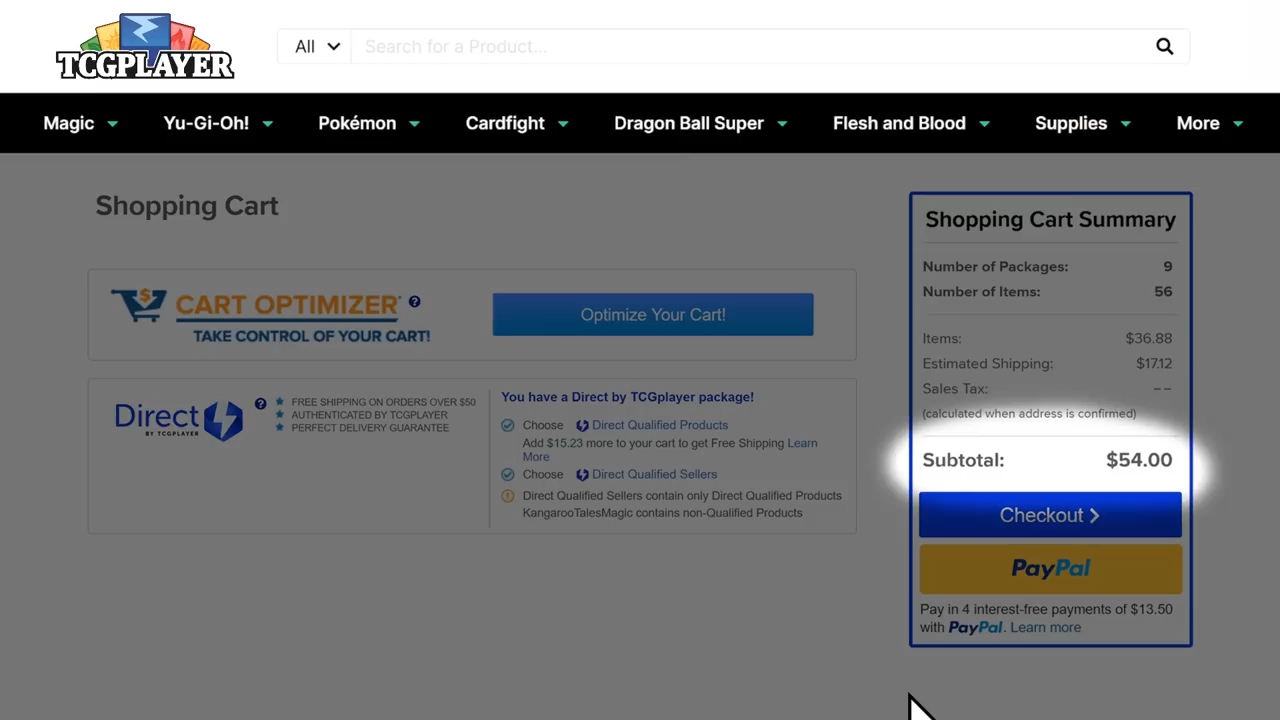 TCGPLAYER
All
Search for a Product...
Magic
Yu-Gi-Oh!
Pokémon
Cardfight
Dragon Ball Super
Flesh and Blood
Supplies
More
Shopping Cart
CART OPTIMIZER
?
TAKE CONTROL OF YOUR CART!
Optimize Your Cart!
Direct
BY TCGPLAYER
?
FREE SHIPPING ON ORDERS OVER $50
AUTHENTICATED BY TCGPLAYER
PERFECT DELIVERY GUARANTEE
You have a Direct by TCGplayer package!
Choose Direct Qualified Products
Add $15.23 more to your cart to get Free Shipping Learn
More
Choose Direct Qualified Sellers
Direct Qualified Sellers contain only Direct Qualified Products
KangarooTalesMagic contains non-Qualified Products
Shopping Cart Summary
Number of Packages: 9
Number of Items: 56
Items: $36.88
Estimated Shipping: $17.12
Sales Tax: --
(calculated when address is confirmed)
Subtotal: $54.00
Checkout
PayPal
Pay in 4 interest-free payments of $13.50
with PayPal. Learn more